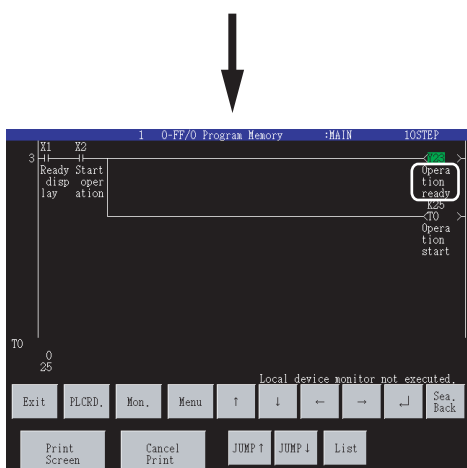 1 0-FF/0 Program Memory :MAIN 10STEP
X1 X2
3 Y23
Ready Start Opera
disp oper tion
lay ation ready
K25
T0
Opera
tion
start
T0
0
25
Local device monitor not executed.
Exit PLCRD. Mon. Menu ↑ ↓ ← → ↵ Sea. Back
Print Screen Cancel Print JUMP↑ JUMP↓ List